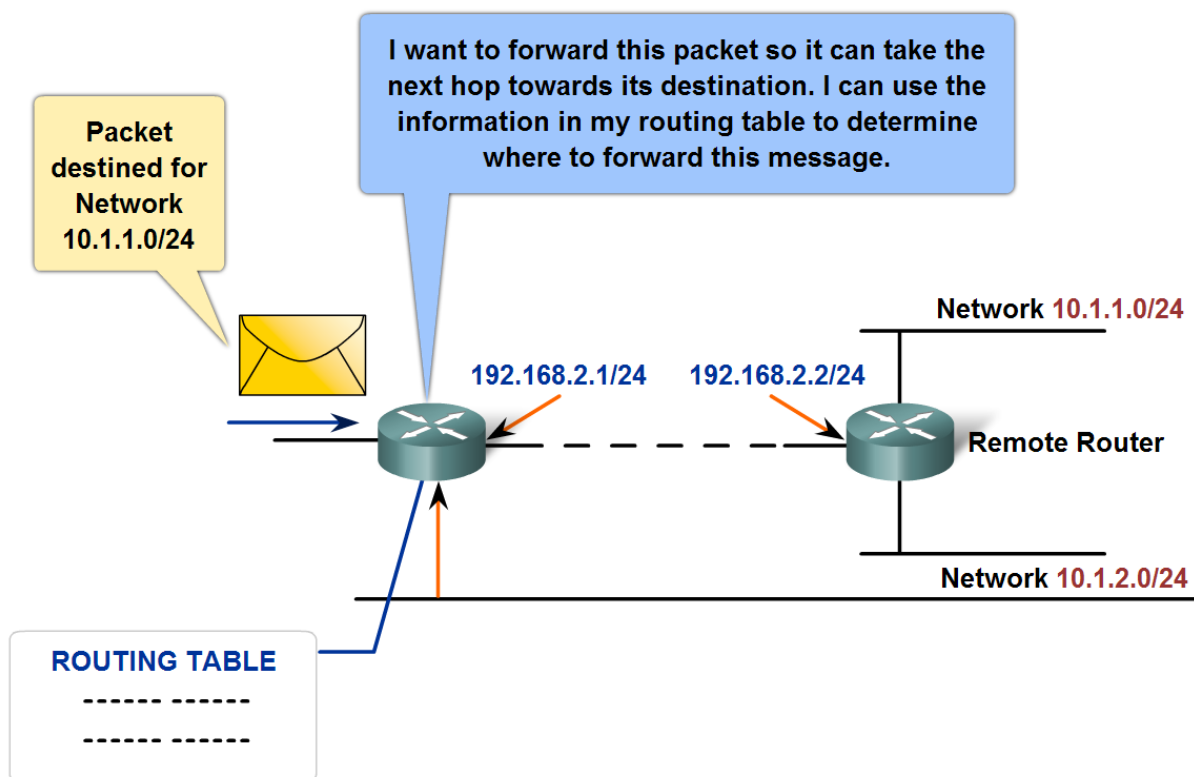 I want to forward this packet so it can take the
next hop towards its destination. I can use the
information in my routing table to determine
where to forward this message.
Packet
destined for
Network
10.1.1.0/24
Network 10.1.1.0/24
192.168.2.1/24
192.168.2.2/24
Remote Router
Network 10.1.2.0/24
ROUTING TABLE